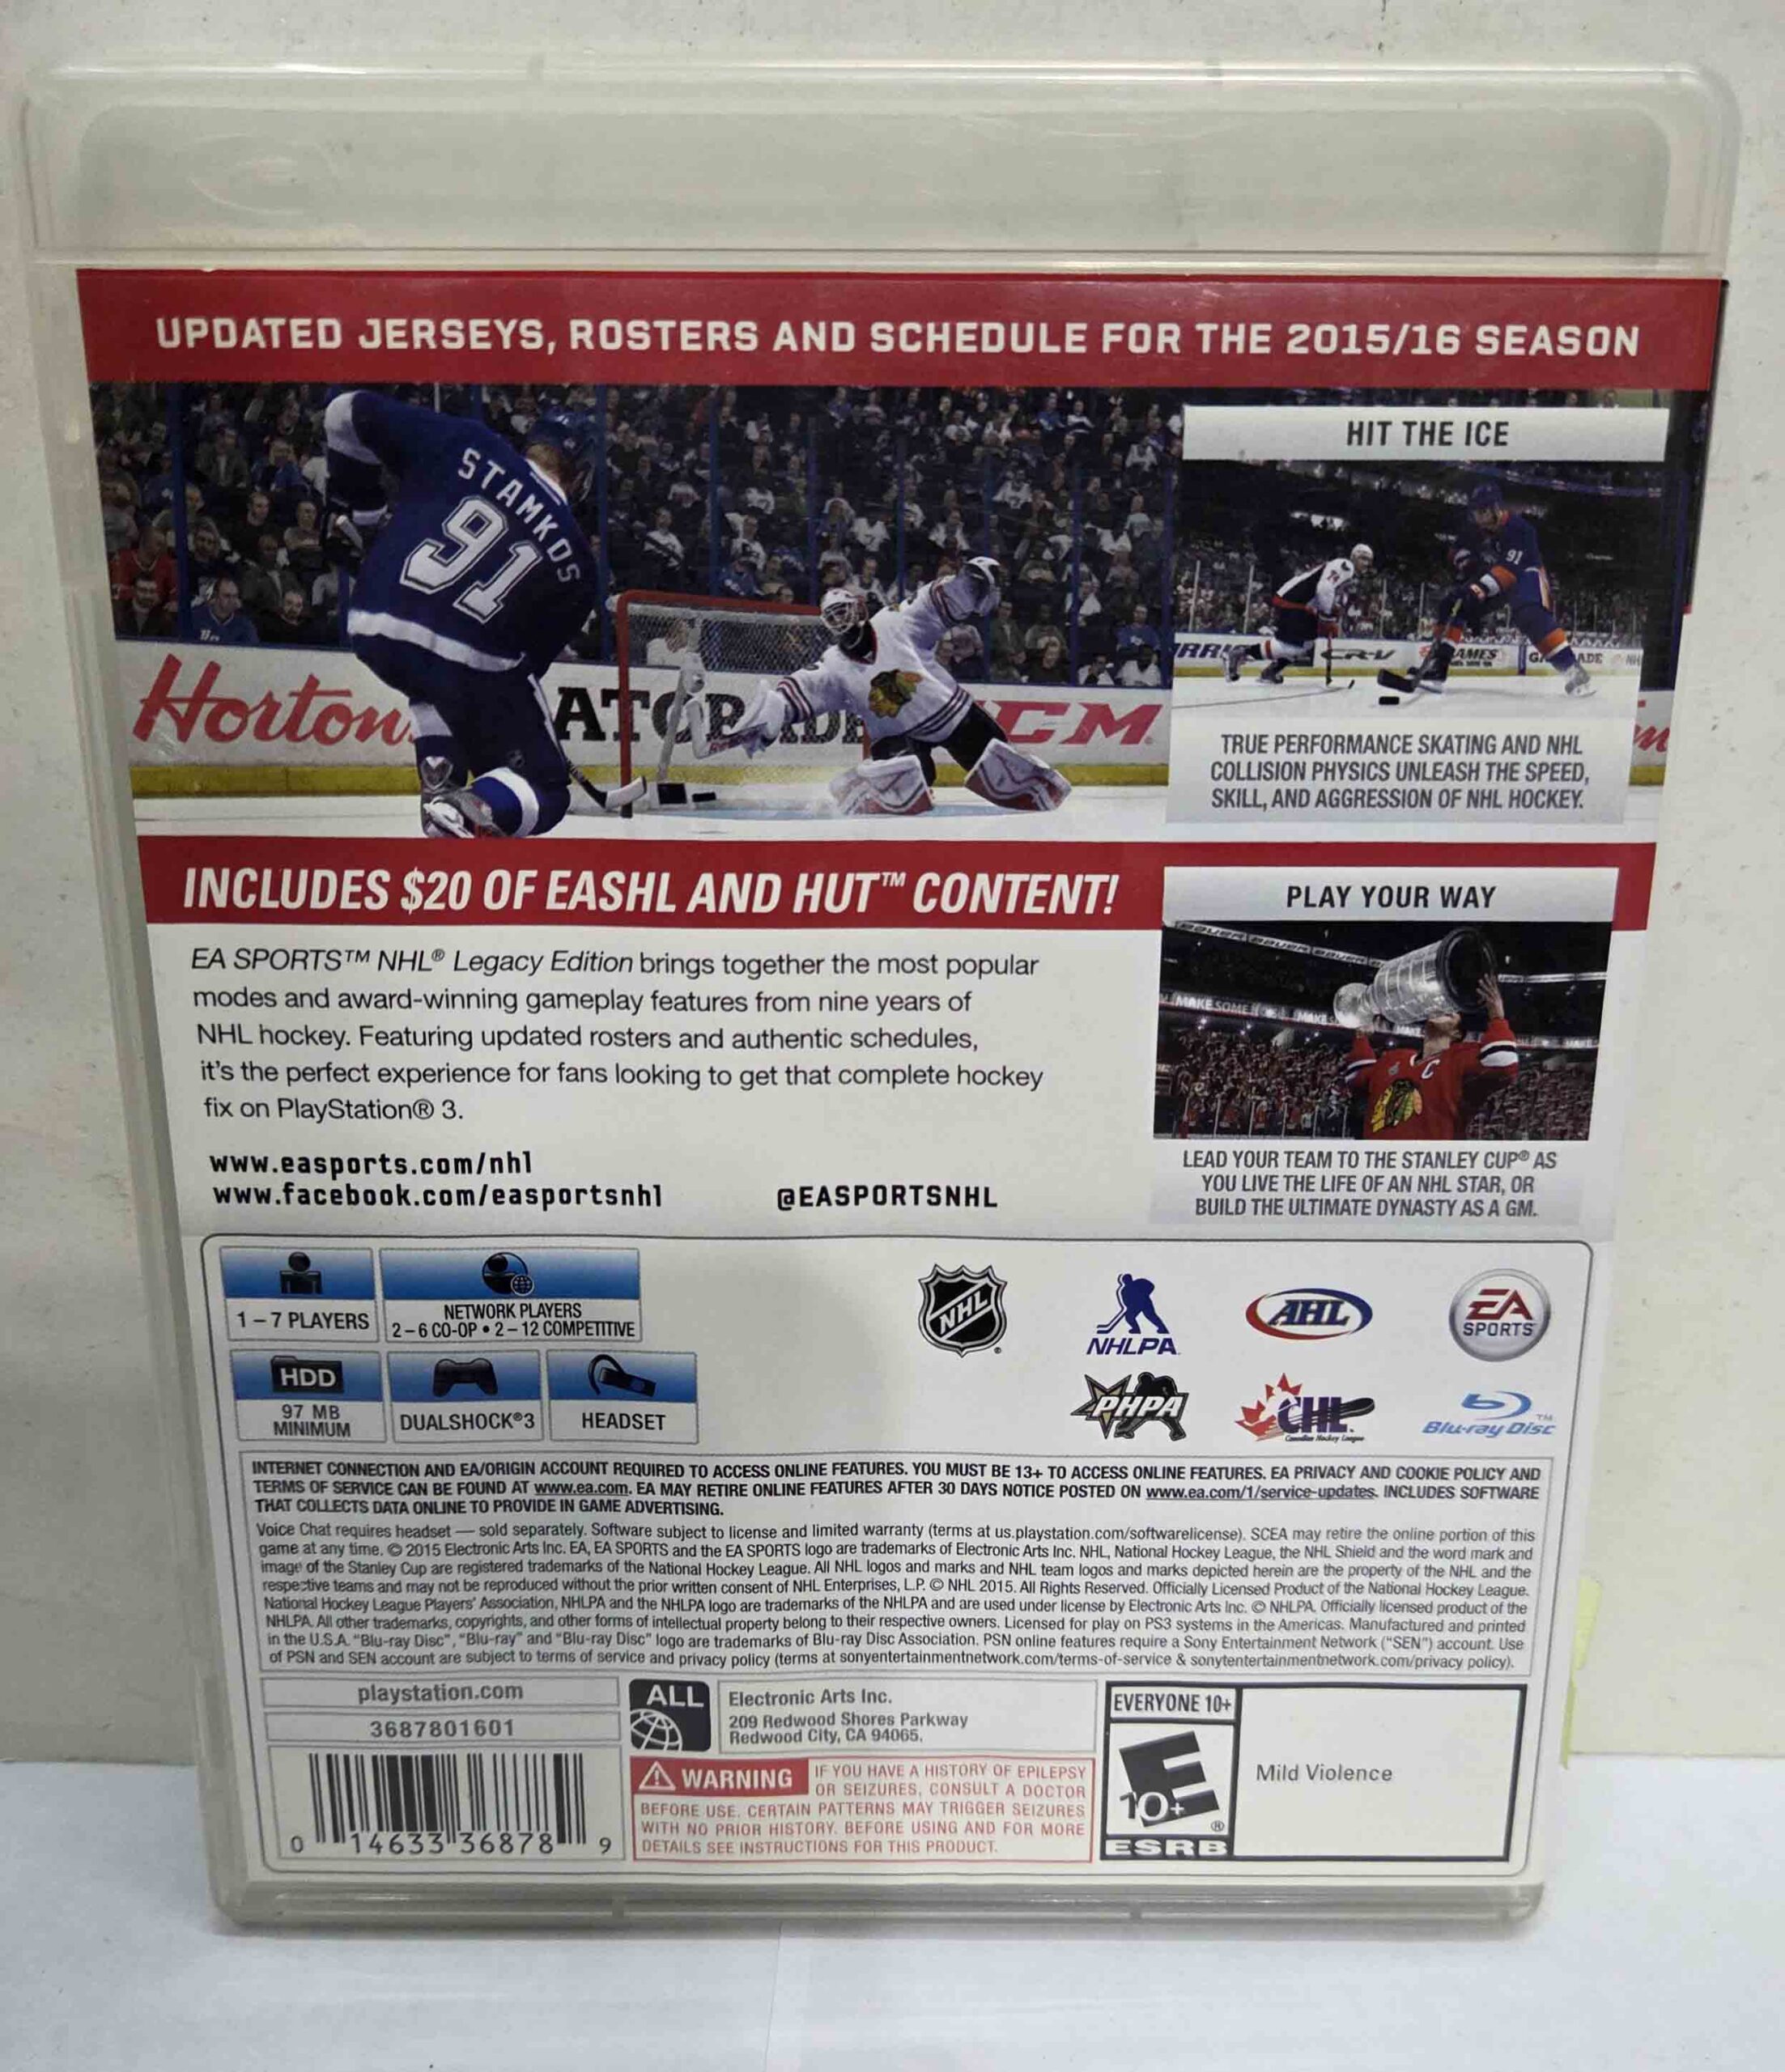 UPDATED JERSEYS, ROSTERS AND SCHEDULE FOR THE 2015/16 SEASON
STAMKOS
91
Horton
CM
HIT THE ICE
91
CR-V
TRUE PERFORMANCE SKATING AND NHL
COLLISION PHYSICS UNLEASH THE SPEED,
SKILL, AND AGGRESSION OF NHL HOCKEY.
INCLUDES $20 OF EASHL AND HUT™ CONTENT!
EA SPORTS™ NHL® Legacy Edition brings together the most popular
modes and award-winning gameplay features from nine years of
NHL hockey. Featuring updated rosters and authentic schedules,
it's the perfect experience for fans looking to get that complete hockey
fix on PlayStation® 3.
www.easports.com/nhl
www.facebook.com/easportsnhl
@EASPORTSNHL
PLAY YOUR WAY
MAKE SOME
C
LEAD YOUR TEAM TO THE STANLEY CUP® AS
YOU LIVE THE LIFE OF AN NHL STAR, OR
BUILD THE ULTIMATE DYNASTY AS A GM.
1 – 7 PLAYERS
NETWORK PLAYERS
2 – 6 CO-OP • 2 – 12 COMPETITIVE
HDD
97 MB
MINIMUM
DUALSHOCK®3
HEADSET
NHL
NHLPA
AHL
EA
SPORTS
PHPA
CHL
Canadian Hockey League
Blu-ray Disc™
INTERNET CONNECTION AND EA/ORIGIN ACCOUNT REQUIRED TO ACCESS ONLINE FEATURES. YOU MUST BE 13+ TO ACCESS ONLINE FEATURES. EA PRIVACY AND COOKIE POLICY AND
TERMS OF SERVICE CAN BE FOUND AT www.ea.com. EA MAY RETIRE ONLINE FEATURES AFTER 30 DAYS NOTICE POSTED ON www.ea.com/1/service-updates. INCLUDES SOFTWARE
THAT COLLECTS DATA ONLINE TO PROVIDE IN GAME ADVERTISING.
Voice Chat requires headset — sold separately. Software subject to license and limited warranty (terms at us.playstation.com/softwarelicense). SCEA may retire the online portion of this
game at any time. © 2015 Electronic Arts Inc. EA, EA SPORTS and the EA SPORTS logo are trademarks of Electronic Arts Inc. NHL, National Hockey League, the NHL Shield and the word mark and
image of the Stanley Cup are registered trademarks of the National Hockey League. All NHL logos and marks and NHL team logos and marks depicted herein are the property of the NHL and the
respective teams and may not be reproduced without the prior written consent of NHL Enterprises, L.P. © NHL 2015. All Rights Reserved. Officially Licensed Product of the National Hockey League.
National Hockey League Players' Association, NHLPA and the NHLPA logo are trademarks of the NHLPA and are used under license by Electronic Arts Inc. © NHLPA. Officially licensed product of the
NHLPA. All other trademarks, copyrights, and other forms of intellectual property belong to their respective owners. Licensed for play on PS3 systems in the Americas. Manufactured and printed
in the U.S.A. "Blu-ray Disc", "Blu-ray" and "Blu-ray Disc" logo are trademarks of Blu-ray Disc Association. PSN online features require a Sony Entertainment Network ("SEN") account. Use
of PSN and SEN account are subject to terms of service and privacy policy (terms at sonyentertainmentnetwork.com/terms-of-service & sonytentertainmentnetwork.com/privacy policy).
playstation.com
3687801601
0 14633 36878 9
ALL
Electronic Arts Inc.
209 Redwood Shores Parkway
Redwood City, CA 94065.
WARNING IF YOU HAVE A HISTORY OF EPILEPSY
OR SEIZURES, CONSULT A DOCTOR
BEFORE USE. CERTAIN PATTERNS MAY TRIGGER SEIZURES
WITH NO PRIOR HISTORY. BEFORE USING AND FOR MORE
DETAILS SEE INSTRUCTIONS FOR THIS PRODUCT.
EVERYONE 10+
E
10+
®
ESRB
Mild Violence